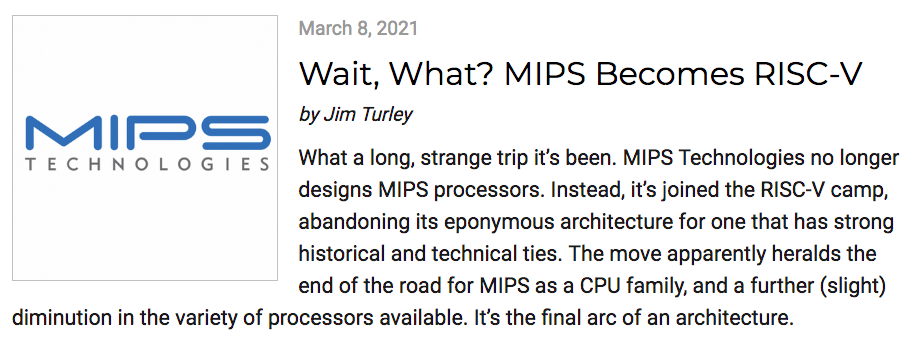 March 8, 2021
Wait, What? MIPS Becomes RISC-V
by Jim Turley
MIPS
TECHNOLOGIES
What a long, strange trip it’s been. MIPS Technologies no longer
designs MIPS processors. Instead, it’s joined the RISC-V camp,
abandoning its eponymous architecture for one that has strong
historical and technical ties. The move apparently heralds the
end of the road for MIPS as a CPU family, and a further (slight)
diminution in the variety of processors available. It’s the final arc of an architecture.